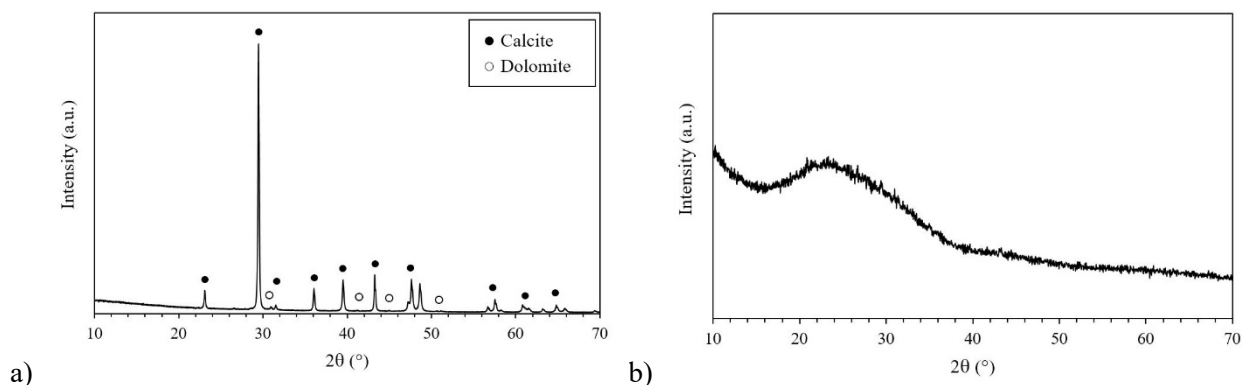 ● Calcite
○ Dolomite
Intensity (a.u.)
10 20 30 40 50 60 70
2θ (°)
a)
Intensity (a.u.)
10 20 30 40 50 60 70
2θ (°)
b)